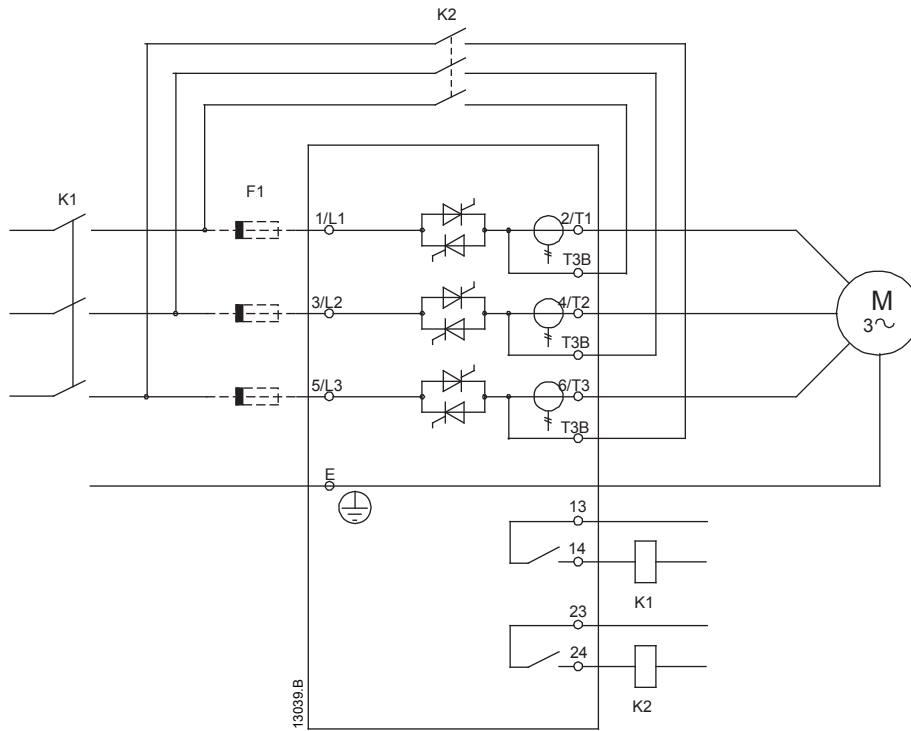 K2
K1
F1
1/L1
2/T1
T3B
3/L2
4/T2
T3B
M
3~
5/L3
6/T3
T3B
E
13
14
K1
23
24
K2
13039.B